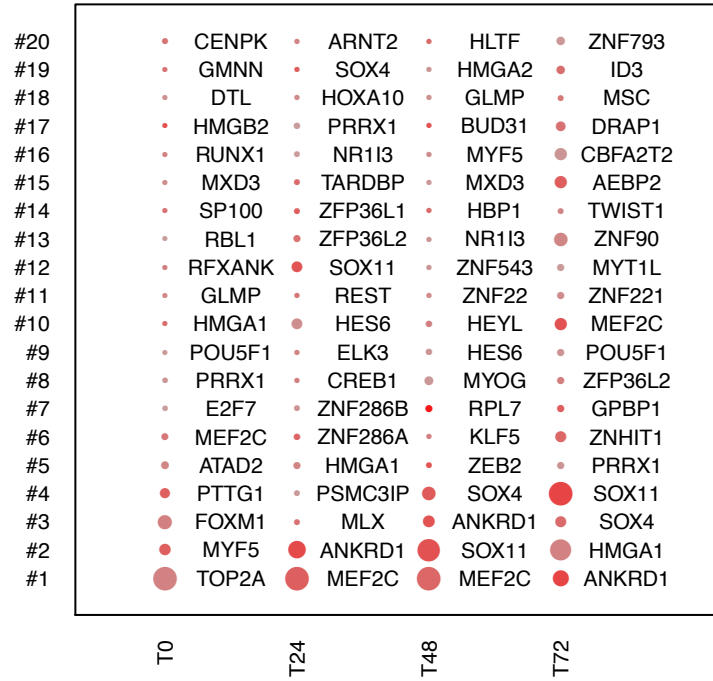 #20 CENPK ARNT2 HLTF ZNF793
#19 GMNN SOX4 HMGA2 ID3
#18 DTL HOXA10 GLMP MSC
#17 HMGB2 PRRX1 BUD31 DRAP1
#16 RUNX1 NR1I3 MYF5 CBFA2T2
#15 MXD3 TARDBP MXD3 AEBP2
#14 SP100 ZFP36L1 HBP1 TWIST1
#13 RBL1 ZFP36L2 NR1I3 ZNF90
#12 RFXANK SOX11 ZNF543 MYT1L
#11 GLMP REST ZNF22 ZNF221
#10 HMGA1 HES6 HEYL MEF2C
#9 POU5F1 ELK3 HES6 POU5F1
#8 PRRX1 CREB1 MYOG ZFP36L2
#7 E2F7 ZNF286B RPL7 GPBP1
#6 MEF2C ZNF286A KLF5 ZNHIT1
#5 ATAD2 HMGA1 ZEB2 PRRX1
#4 PTTG1 PSMC3IP SOX4 SOX11
#3 FOXM1 MLX ANKRD1 SOX4
#2 MYF5 ANKRD1 SOX11 HMGA1
#1 TOP2A MEF2C MEF2C ANKRD1
T0 T24 T48 T72